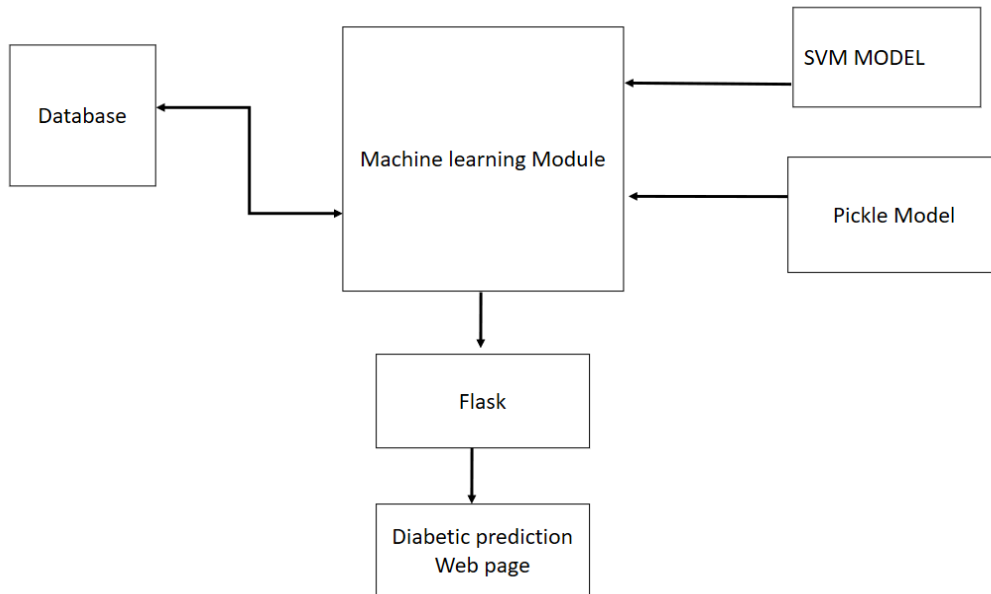 SVM MODEL
Database
Machine learning Module
Pickle Model
Flask
Diabetic prediction
Web page